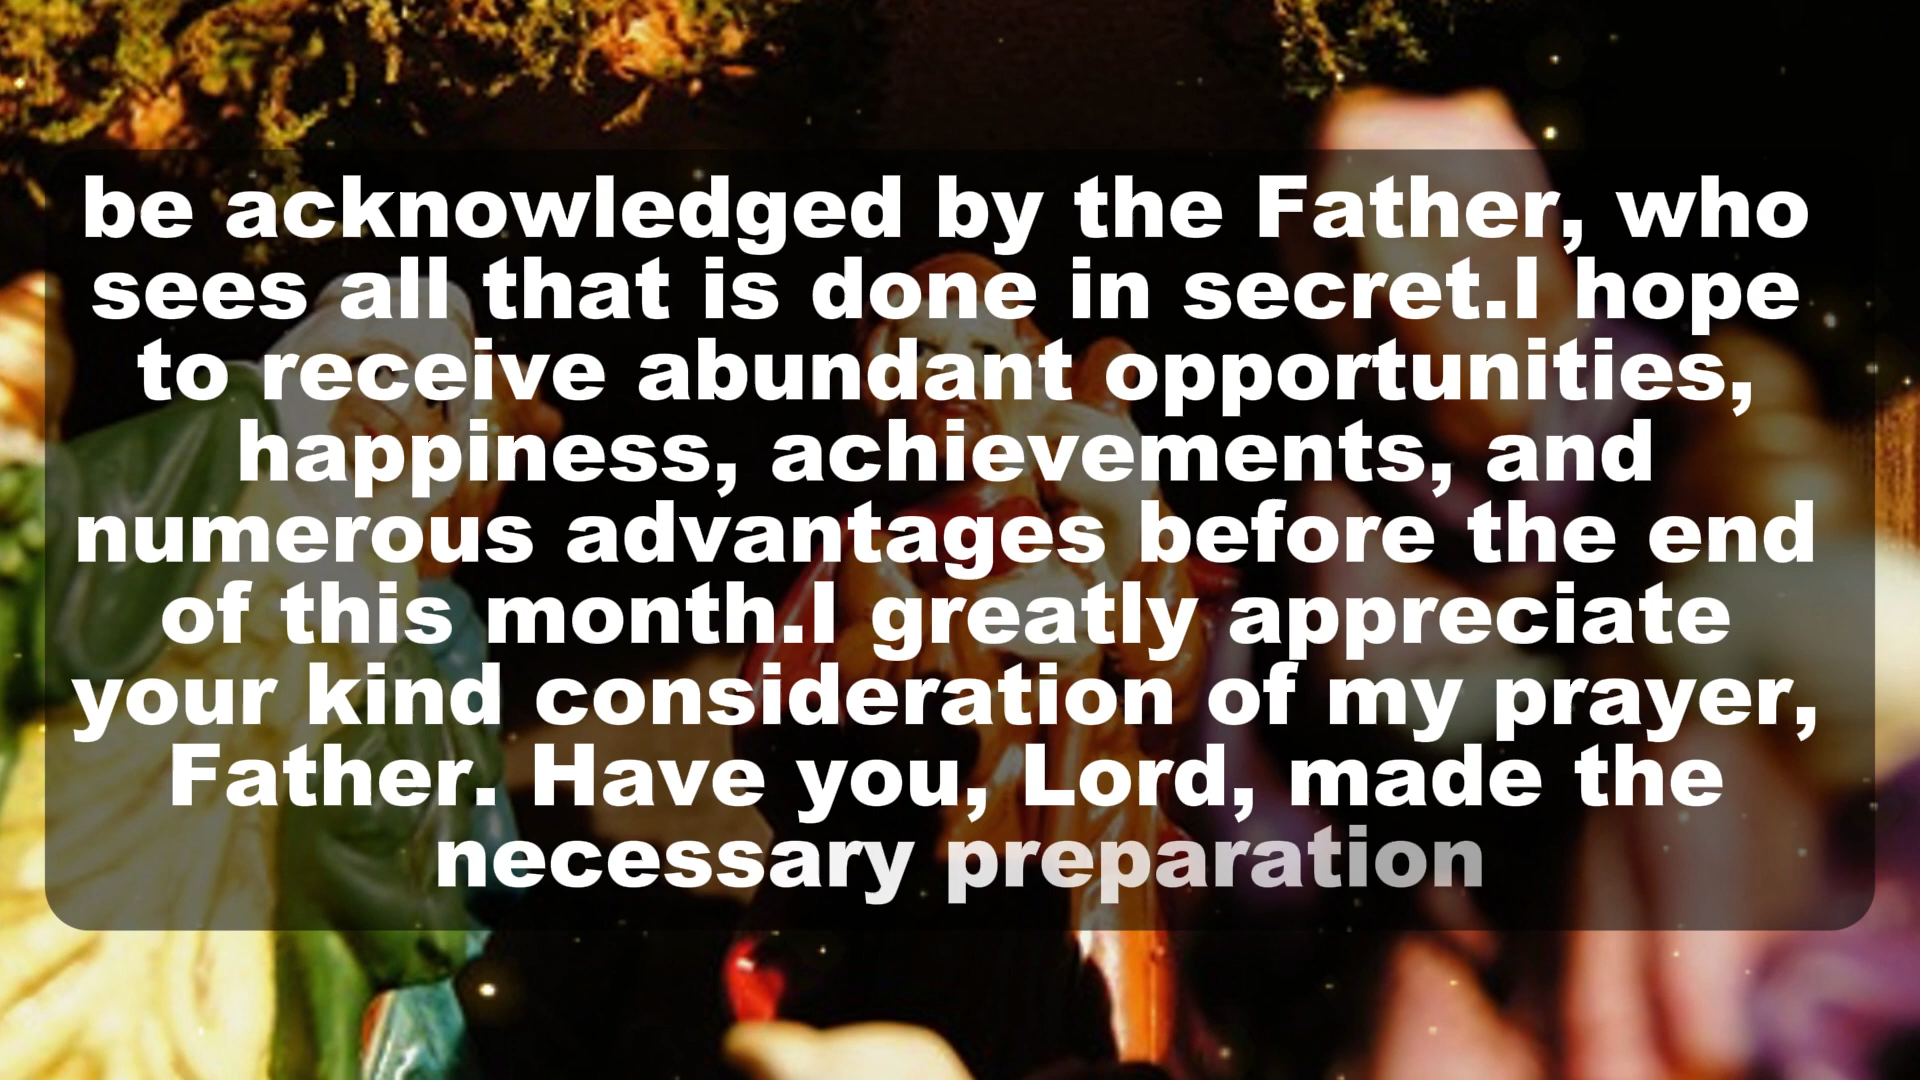 be acknowledged by the Father, who
sees all that is done in secret.I hope
to receive abundant opportunities,
happiness, achievements, and
numerous advantages before the end
of this month.I greatly appreciate
your kind consideration of my prayer,
Father. Have you, Lord, made the
necessary preparation